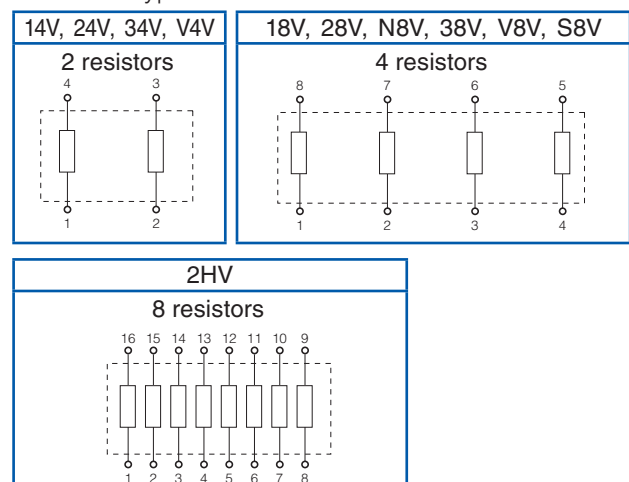 14V, 24V, 34V, V4V
2 resistors
4 3
1 2
18V, 28V, N8V, 38V, V8V, S8V
4 resistors
8 7 6 5
1 2 3 4
2HV
8 resistors
16 15 14 13 12 11 10 9
1 2 3 4 5 6 7 8